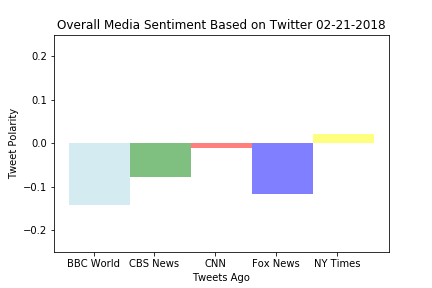 Overall Media Sentiment Based on Twitter 02-21-2018
0.2
0.1
0.0
−0.1
−0.2
Tweet Polarity
BBC World CBS News CNN Fox News NY Times
Tweets Ago